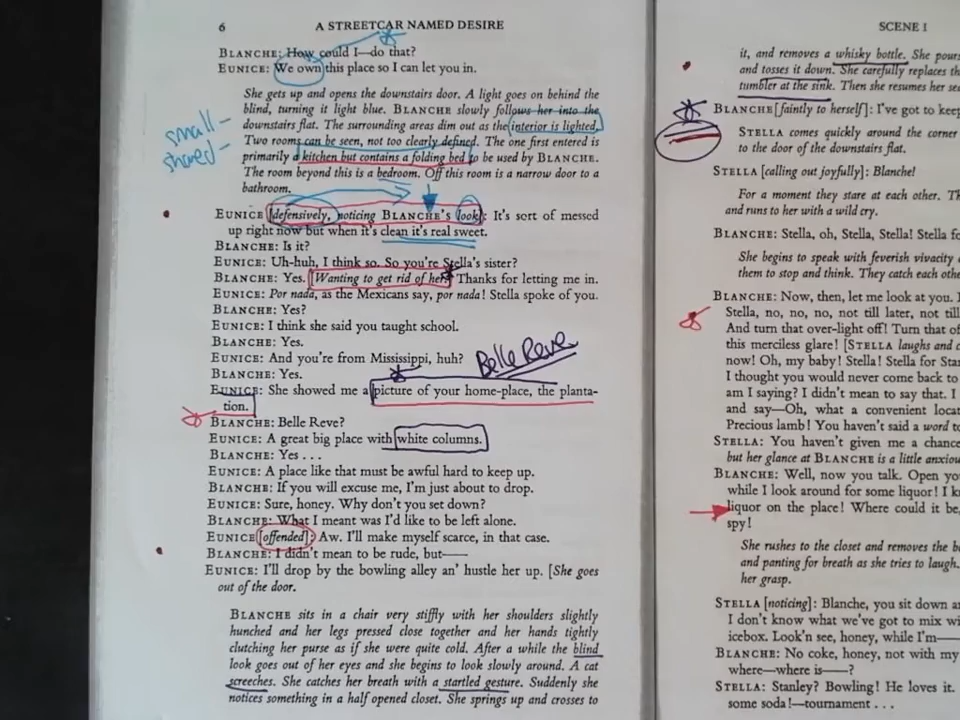 6 A STREETCAR NAMED DESIRE
BLANCHE: How could I—do that?
EUNICE: We own this place so I can let you in.
She gets up and opens the downstairs door. A light goes on behind the
blind, turning it light blue. BLANCHE slowly follows her into the
downstairs flat. The surrounding areas dim out as the interior is lighted.
small – Two rooms can be seen, not too clearly defined. The one first entered is
shared – primarily a kitchen but contains a folding bed to be used by BLANCHE.
The room beyond this is a bedroom. Off this room is a narrow door to a
bathroom.
EUNICE [defensively, noticing BLANCHE'S look]: It's sort of messed
up right now but when it's clean it's real sweet.
BLANCHE: Is it?
EUNICE: Uh-huh, I think so. So you're Stella's sister?
BLANCHE: Yes. [Wanting to get rid of her] Thanks for letting me in.
EUNICE: Por nada, as the Mexicans say, por nada! Stella spoke of you.
BLANCHE: Yes?
EUNICE: I think she said you taught school.
BLANCHE: Yes.
EUNICE: And you're from Mississippi, huh? Belle Reve
BLANCHE: Yes.
EUNICE: She showed me a picture of your home-place, the planta-
tion.
BLANCHE: Belle Reve?
EUNICE: A great big place with white columns.
BLANCHE: Yes . . .
EUNICE: A place like that must be awful hard to keep up.
BLANCHE: If you will excuse me, I'm just about to drop.
EUNICE: Sure, honey. Why don't you set down?
BLANCHE: What I meant was I'd like to be left alone.
EUNICE [offended]: Aw. I'll make myself scarce, in that case.
BLANCHE: I didn't mean to be rude, but——
EUNICE: I'll drop by the bowling alley an' hustle her up. [She goes
out of the door.
BLANCHE sits in a chair very stiffly with her shoulders slightly
hunched and her legs pressed close together and her hands tightly
clutching her purse as if she were quite cold. After a while the blind
look goes out of her eyes and she begins to look slowly around. A cat
screeches. She catches her breath with a startled gesture. Suddenly she
notices something in a half opened closet. She springs up and crosses to
SCENE I
it, and removes a whisky bottle. She pours
and tosses it down. She carefully replaces th
tumbler at the sink. Then she resumes her sea
BLANCHE [faintly to herself]: I've got to keep
STELLA comes quickly around the corner
to the door of the downstairs flat.
STELLA [calling out joyfully]: Blanche!
For a moment they stare at each other. Th
and runs to her with a wild cry.
BLANCHE: Stella, oh, Stella, Stella! Stella fo
She begins to speak with feverish vivacity
them to stop and think. They catch each othe
BLANCHE: Now, then, let me look at you. 
Stella, no, no, no, not till later, not till
And turn that over-light off! Turn that of
this merciless glare! [STELLA laughs and c
now! Oh, my baby! Stella! Stella for Star
I thought you would never come back to
am I saying? I didn't mean to say that. I
and say—Oh, what a convenient locat
Precious lamb! You haven't said a word to
STELLA: You haven't given me a chance
but her glance at BLANCHE is a little anxiou
BLANCHE: Well, now you talk. Open you
while I look around for some liquor! I k
liquor on the place! Where could it be,
spy!
She rushes to the closet and removes the b
and panting for breath as she tries to laugh.
her grasp.
STELLA [noticing]: Blanche, you sit down a
I don't know what we've got to mix wi
icebox. Look'n see, honey, while I'm——
BLANCHE: No coke, honey, not with my
where—where is——?
STELLA: Stanley? Bowling! He loves it.
some soda!—tournament . . .